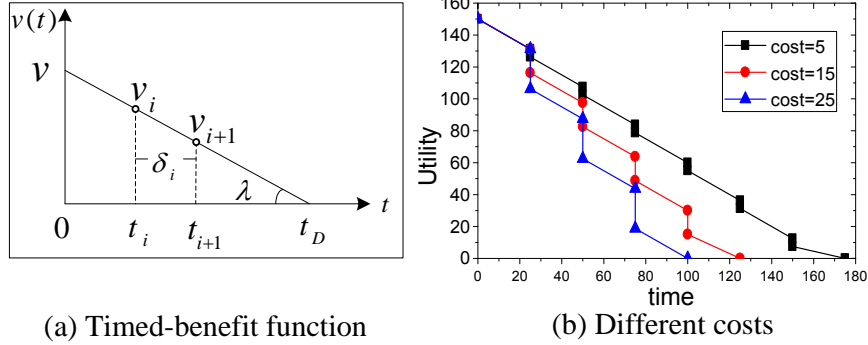 v(t)
v
v_i
v_{i+1}
δ_i
λ
0
t_i
t_{i+1}
t_D
t
(a) Timed-benefit function
160
140
120
100
80
60
40
20
0
Utility
cost=5
cost=15
cost=25
0 20 40 60 80 100 120 140 160 180
time
(b) Different costs